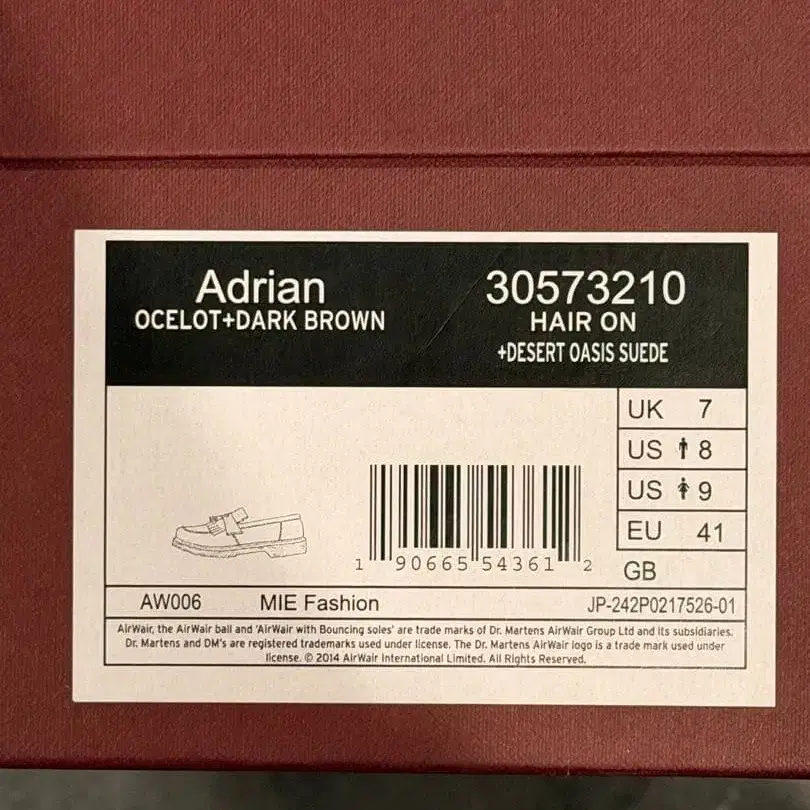 Adrian
OCELOT+DARK BROWN
30573210
HAIR ON
+DESERT OASIS SUEDE
UK 7
US 8
US 9
EU 41
GB
1 90665 54361 2
AW006 MIE Fashion JP-242P0217526-01
AirWair, the AirWair ball and 'AirWair with Bouncing soles' are trade marks of Dr. Martens AirWair Group Ltd and its subsidiaries.
Dr. Martens and DM's are registered trademarks used under license. The Dr. Martens AirWair logo is a trade mark used under
license. © 2014 AirWair International Limited. All Rights Reserved.